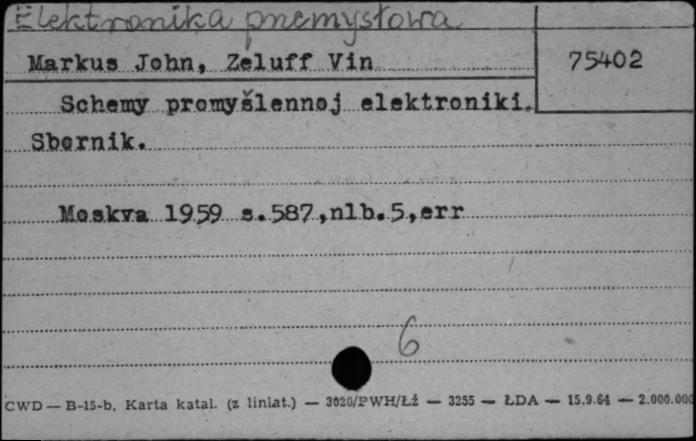 Elektronika przemysłowa
Markus John, Zeluff Vin
75402
Schemy promyšlennoj elektroniki.
Sbornik.
Moskva 1959 s.587,nlb.5,err
6
CWD — B-15-b. Karta katal. (z liniat.) — 3020/PWH/Łź — 3255 — ŁDA — 15.9.64 — 2.000.000